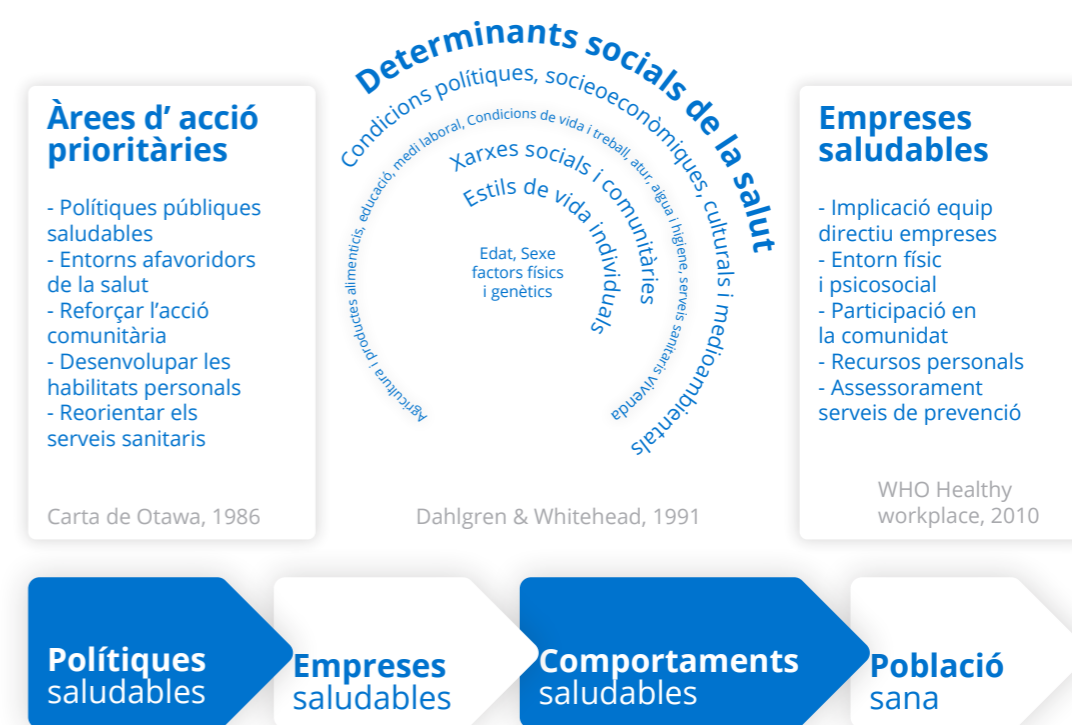 Àrees d’ acció
prioritàries
- Polítiques públiques
saludables
- Entorns afavoridors
de la salut
- Reforçar l’acció
comunitària
- Desenvolupar les
habilitats personals
- Reorientar els
serveis sanitaris
Carta de Otawa, 1986
Determinants socials de la salut
Condicions polítiques, socieoeconòmiques, culturals i medioambientals
Agricultura i productes alimenticis, educació, medi laboral, Condicions de vida i treball, atur, aigua i higiene, serveis sanitaris vivenda
Xarxes socials i comunitàries
Estils de vida individuals
Edat, Sexe
factors físics
i genètics
Dahlgren & Whitehead, 1991
Empreses
saludables
- Implicació equip
directiu empreses
- Entorn físic
i psicosocial
- Participació en
la comunidat
- Recursos personals
- Assessorament
serveis de prevenció
WHO Healthy
workplace, 2010
Polítiques
saludables
Empreses
saludables
Comportaments
saludables
Població
sana